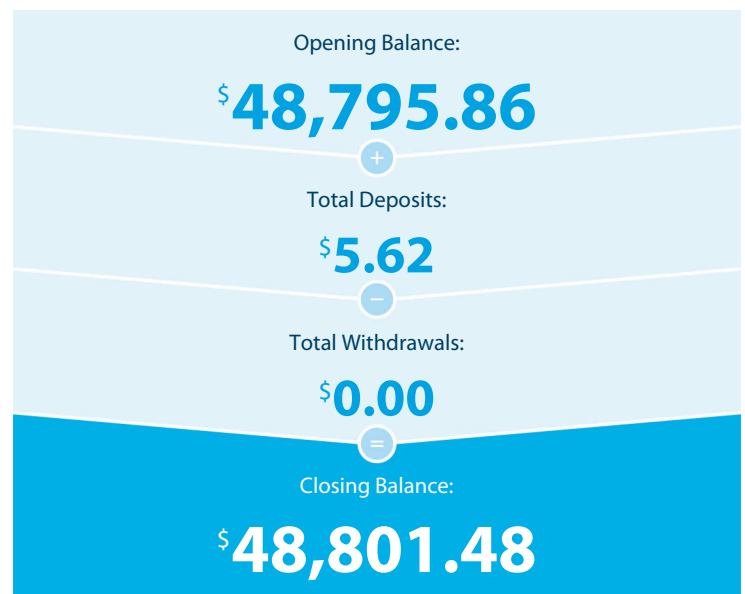 Opening Balance:
$48,795.86
+
Total Deposits:
$5.62
−
Total Withdrawals:
$0.00
=
Closing Balance:
$48,801.48